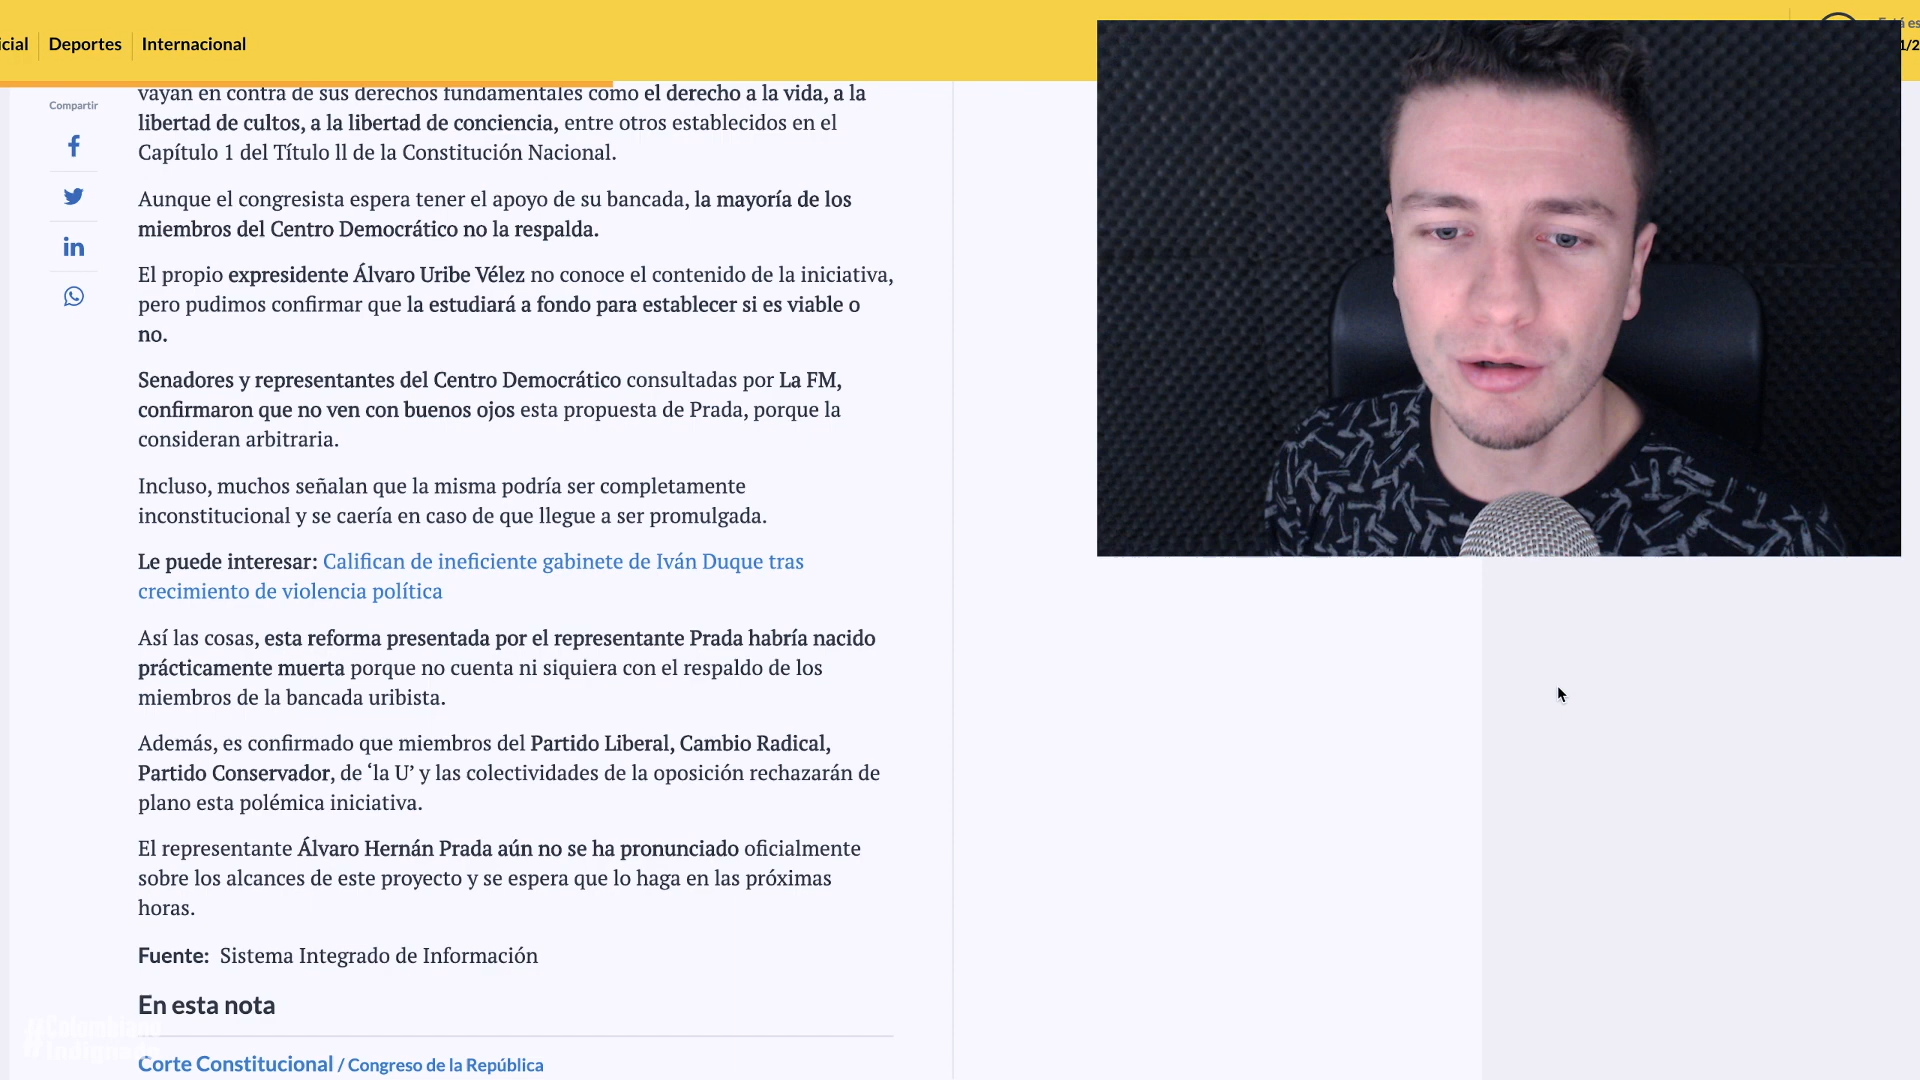 icial
Deportes
Internacional
Está es
1/2
Compartir
vayan en contra de sus derechos fundamentales como el derecho a la vida, a la
libertad de cultos, a la libertad de conciencia, entre otros establecidos en el
Capítulo 1 del Título ll de la Constitución Nacional.
Aunque el congresista espera tener el apoyo de su bancada, la mayoría de los
miembros del Centro Democrático no la respalda.
El propio expresidente Álvaro Uribe Vélez no conoce el contenido de la iniciativa,
pero pudimos confirmar que la estudiará a fondo para establecer si es viable o
no.
Senadores y representantes del Centro Democrático consultadas por La FM,
confirmaron que no ven con buenos ojos esta propuesta de Prada, porque la
consideran arbitraria.
Incluso, muchos señalan que la misma podría ser completamente
inconstitucional y se caería en caso de que llegue a ser promulgada.
Le puede interesar: Califican de ineficiente gabinete de Iván Duque tras
crecimiento de violencia política
Así las cosas, esta reforma presentada por el representante Prada habría nacido
prácticamente muerta porque no cuenta ni siquiera con el respaldo de los
miembros de la bancada uribista.
Además, es confirmado que miembros del Partido Liberal, Cambio Radical,
Partido Conservador, de ‘la U’ y las colectividades de la oposición rechazarán de
plano esta polémica iniciativa.
El representante Álvaro Hernán Prada aún no se ha pronunciado oficialmente
sobre los alcances de este proyecto y se espera que lo haga en las próximas
horas.
Fuente: Sistema Integrado de Información
En esta nota
Corte Constitucional / Congreso de la República